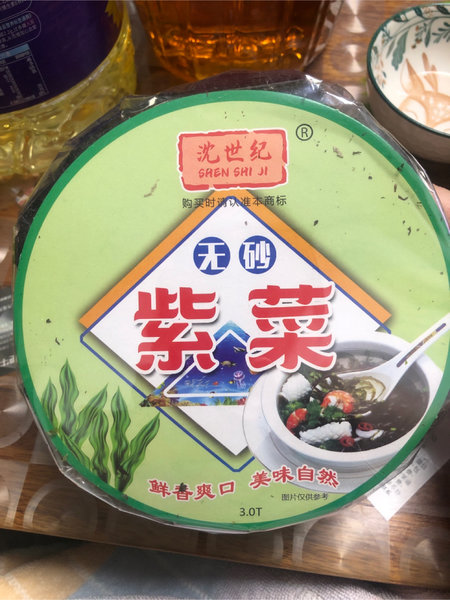 沈世纪
SHEN SHI JI
®
购买时请认准本商标
无砂
紫菜
鲜香爽口 美味自然
图片仅供参考
3.0T